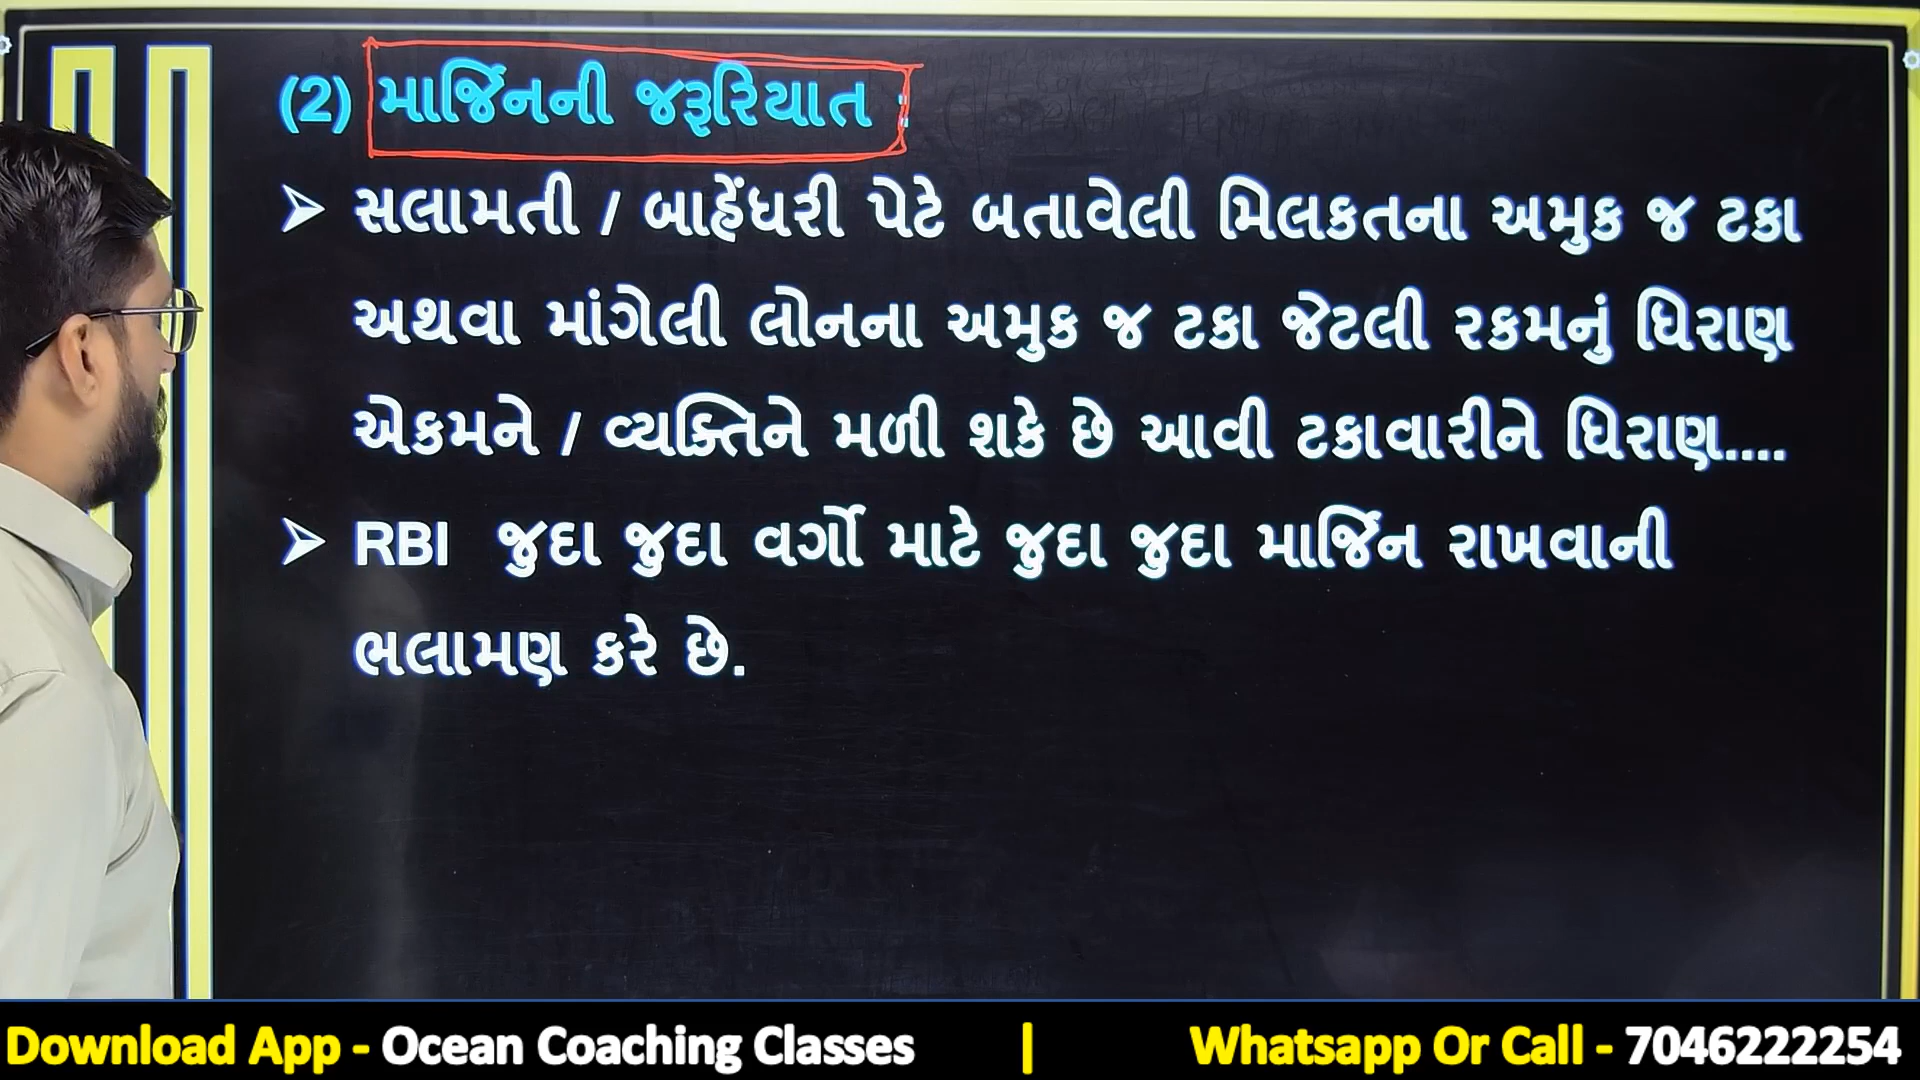 (2) માર્જિનની જરૂરિયાત :
➢ સલામતી / બાહેંધરી પેટે બતાવેલી મિલકતના અમુક જ ટકા
અથવા માંગેલી લોનના અમુક જ ટકા જેટલી રકમનું ધિરાણ
એકમને / વ્યક્તિને મળી શકે છે આવી ટકાવારીને ધિરાણ....
➢ RBI જુદા જુદા વર્ગો માટે જુદા જુદા માર્જિન રાખવાની
ભલામણ કરે છે.
Download App - Ocean Coaching Classes | Whatsapp Or Call - 7046222254